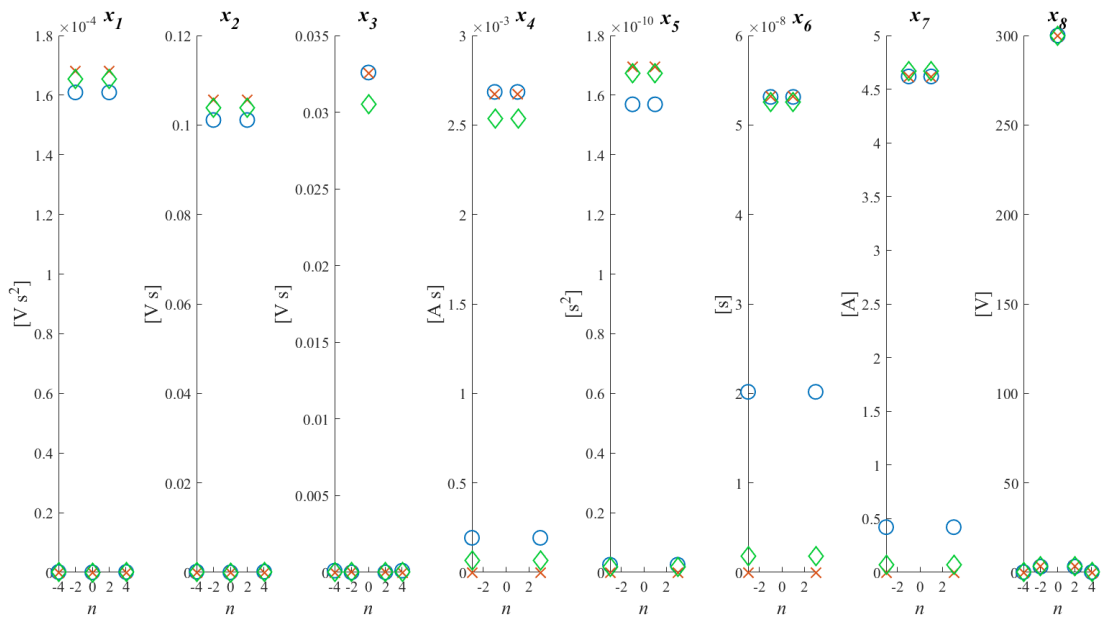 ×10⁻⁴ x₁
1.8
1.6
1.4
1.2
1
0.8
0.6
0.4
0.2
0
[V s²]
-4 -2 0 2 4
n
x₂
0.12
0.1
0.08
0.06
0.04
0.02
0
[V s]
-4 -2 0 2 4
n
x₃
0.035
0.03
0.025
0.02
0.015
0.01
0.005
0
[V s]
-4 -2 0 2 4
n
×10⁻³ x₄
3
2.5
2
1.5
1
0.5
0
[A s]
-2 0 2
n
×10⁻¹⁰ x₅
1.8
1.6
1.4
1.2
1
0.8
0.6
0.4
0.2
0
[s²]
-2 0 2
n
×10⁻⁸ x₆
6
5
4
3
2
1
0
[s]
-2 0 2
n
x₇
5
4.5
4
3.5
3
2.5
2
1.5
1
0.5
0
[A]
-2 0 2
n
x₈
300
250
200
150
100
50
0
[V]
-4 -2 0 2 4
n